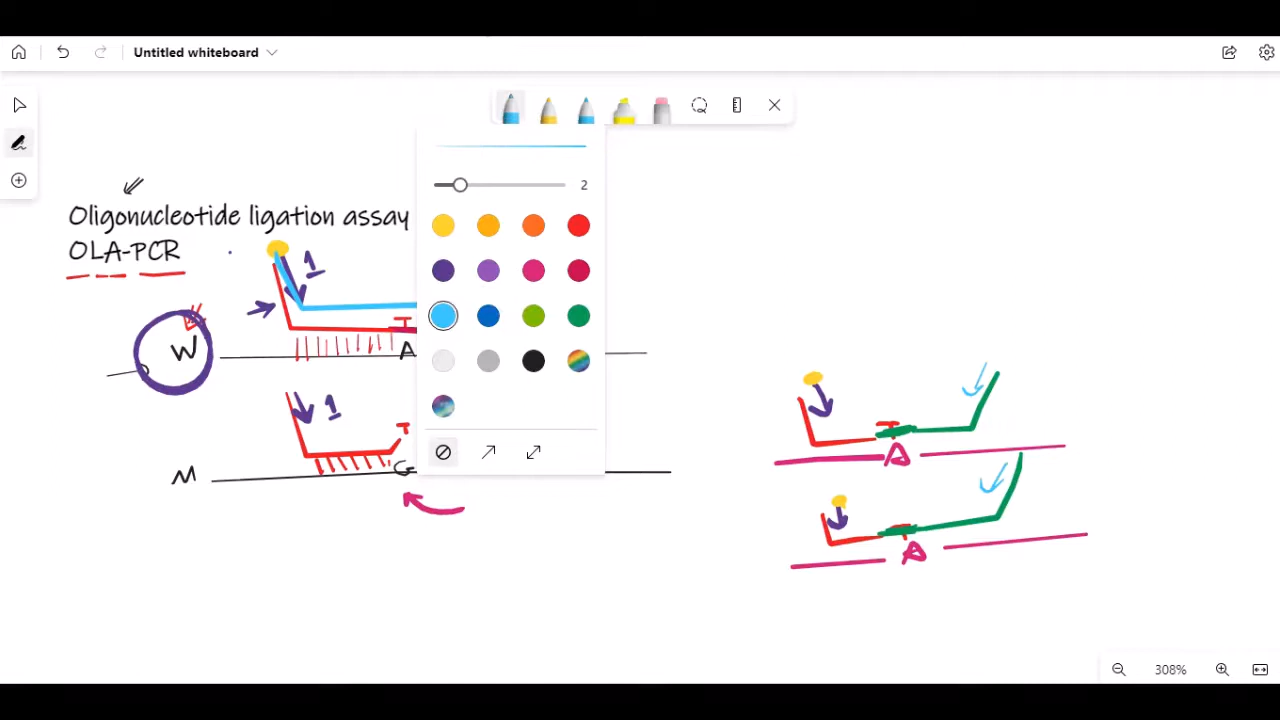 Untitled whiteboard
2
Oligonucleotide ligation assay
OLA-PCR
1
W
T
A
1
T
M
G
T
A
T
A
308%